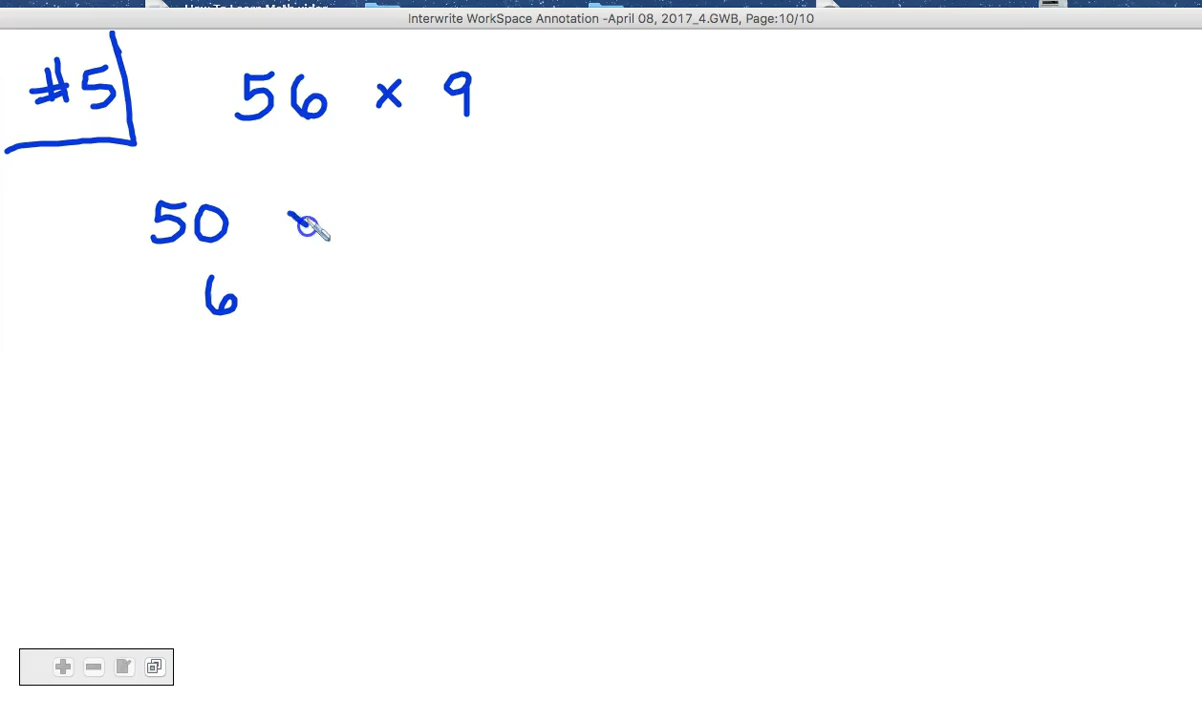 Interwrite WorkSpace Annotation -April 08, 2017_4.GWB, Page:10/10
#5
56 × 9
50
6